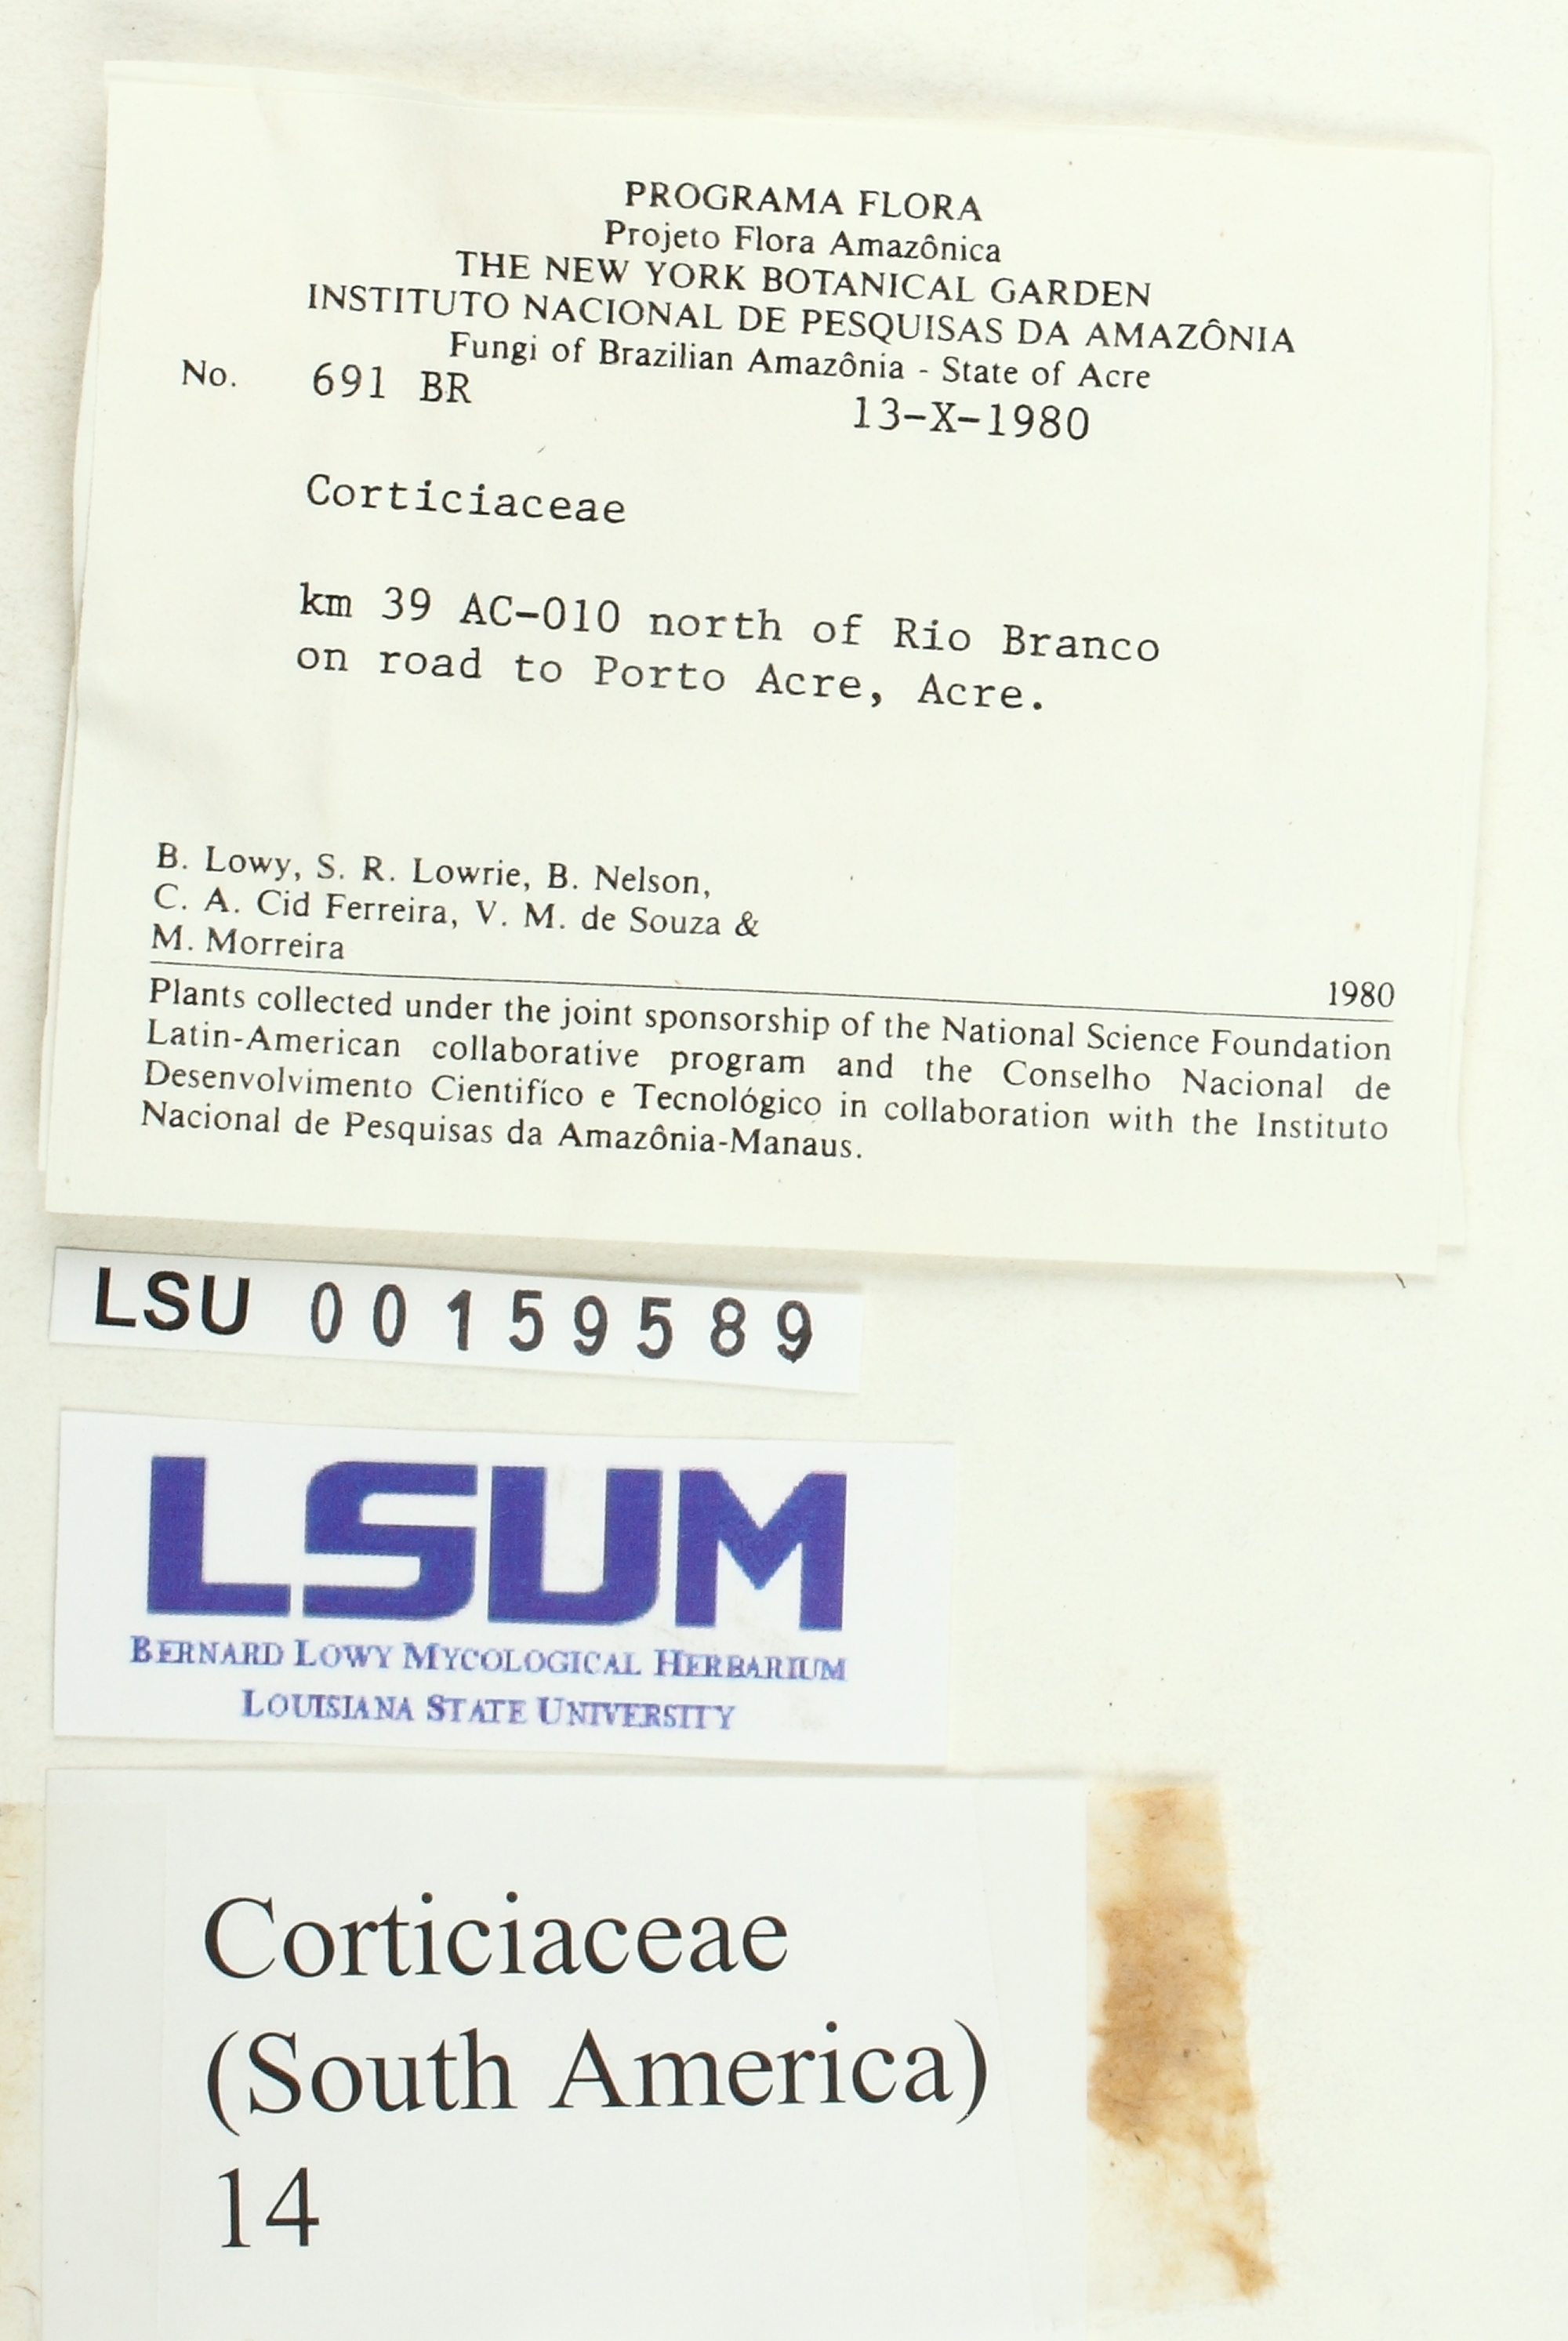 PROGRAMA FLORA
Projeto Flora Amazônica
THE NEW YORK BOTANICAL GARDEN
INSTITUTO NACIONAL DE PESQUISAS DA AMAZÔNIA
Fungi of Brazilian Amazônia - State of Acre
No. 691 BR 13-X-1980
Corticiaceae
km 39 AC-010 north of Rio Branco
on road to Porto Acre, Acre.
B. Lowy, S. R. Lowrie, B. Nelson,
C. A. Cid Ferreira, V. M. de Souza &
M. Morreira
1980
Plants collected under the joint sponsorship of the National Science Foundation
Latin-American collaborative program and the Conselho Nacional de
Desenvolvimento Cientifíco e Tecnológico in collaboration with the Instituto
Nacional de Pesquisas da Amazônia-Manaus.
LSU 00159589
LSUM
BERNARD LOWY MYCOLOGICAL HERBARIUM
LOUISIANA STATE UNIVERSITY
Corticiaceae
(South America)
14